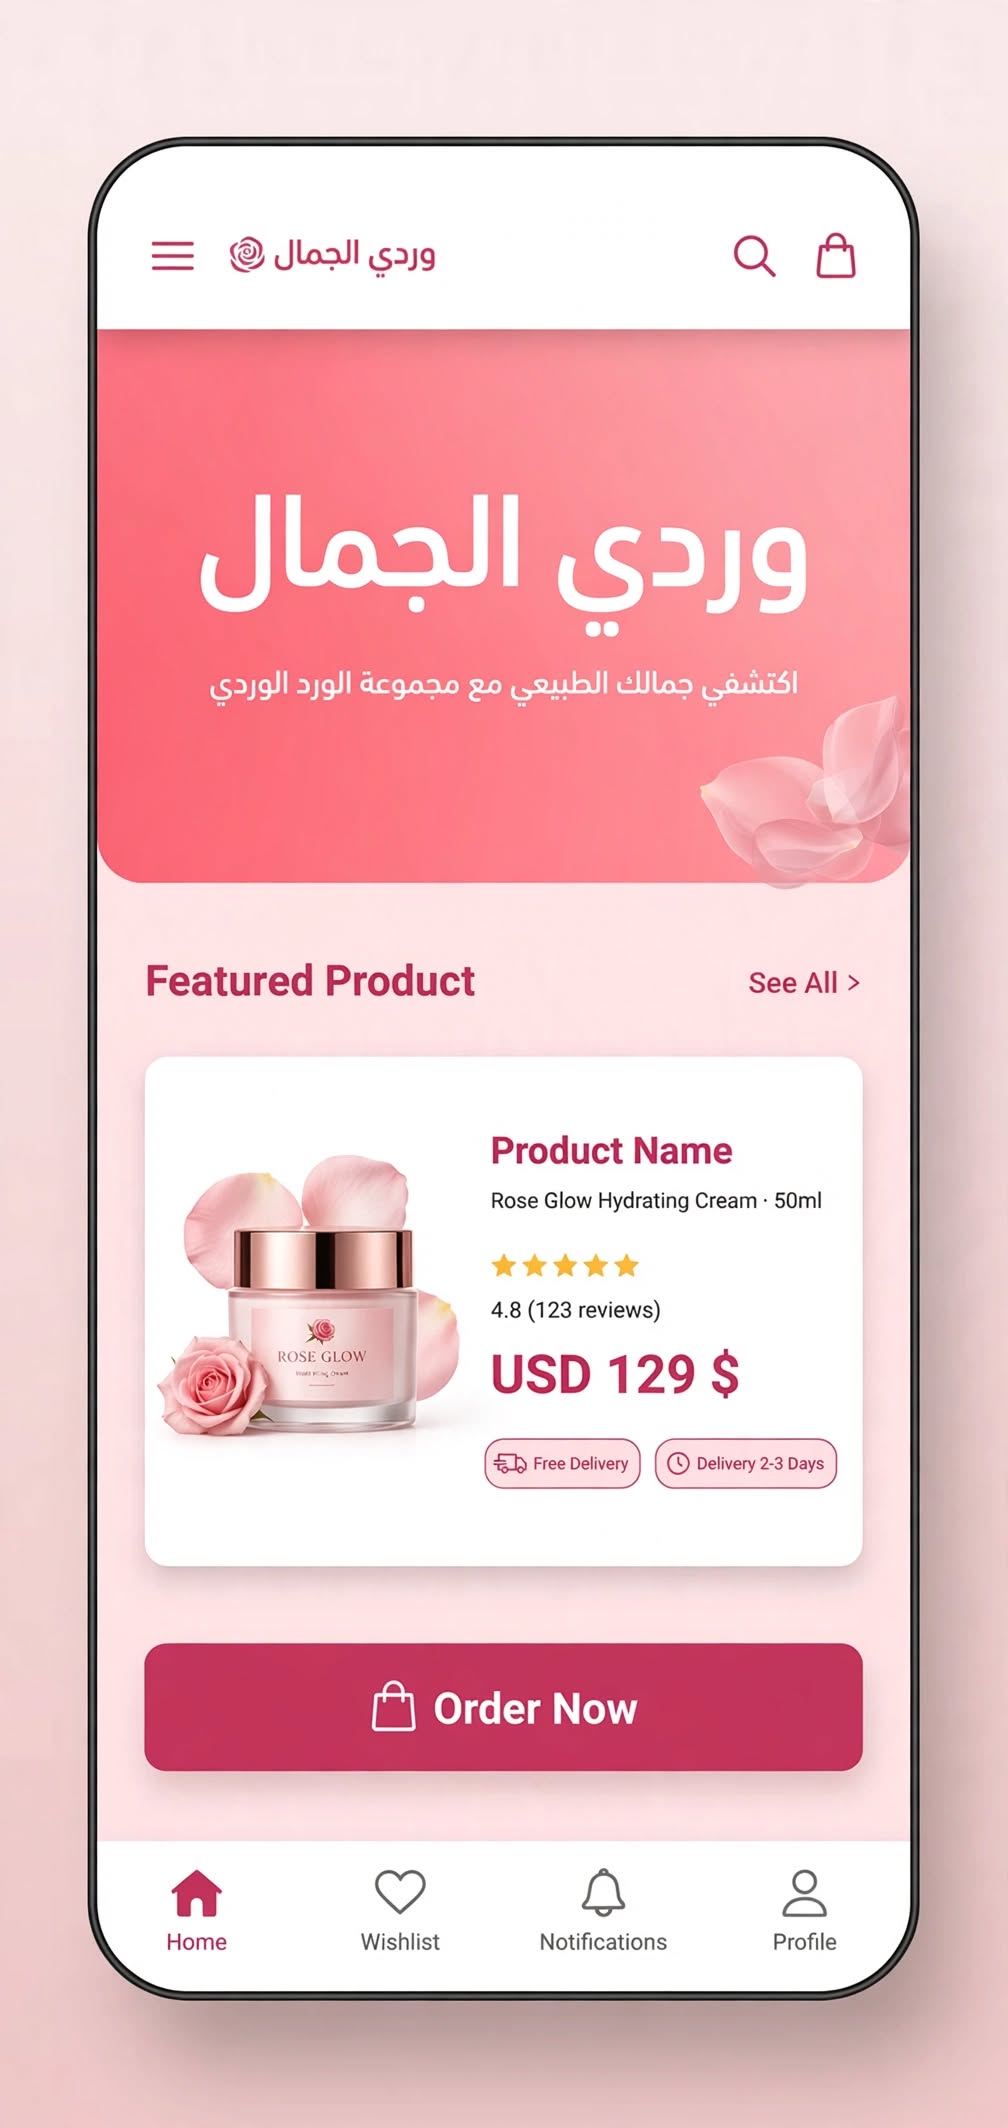 وردي الجمال
وردي الجمال
اكتشفي جمالك الطبيعي مع مجموعة الورد الوردي
Featured Product
See All >
Product Name
Rose Glow Hydrating Cream · 50ml
4.8 (123 reviews)
USD 129 $
Free Delivery
Delivery 2-3 Days
ROSE GLOW
Order Now
Home
Wishlist
Notifications
Profile